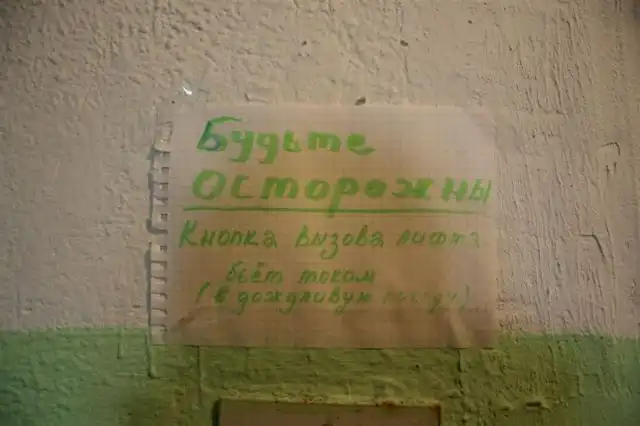 Будьте
осторожны
Кнопка вызова лифта
бьёт током
(в дождливую погоду)